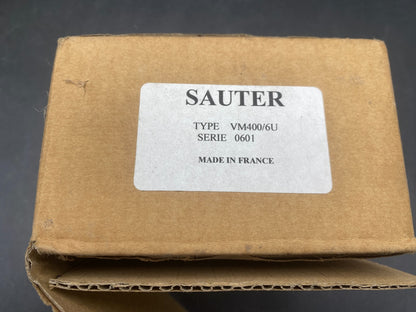 SAUTER
TYPE VM400/6U
SERIE 0601
MADE IN FRANCE